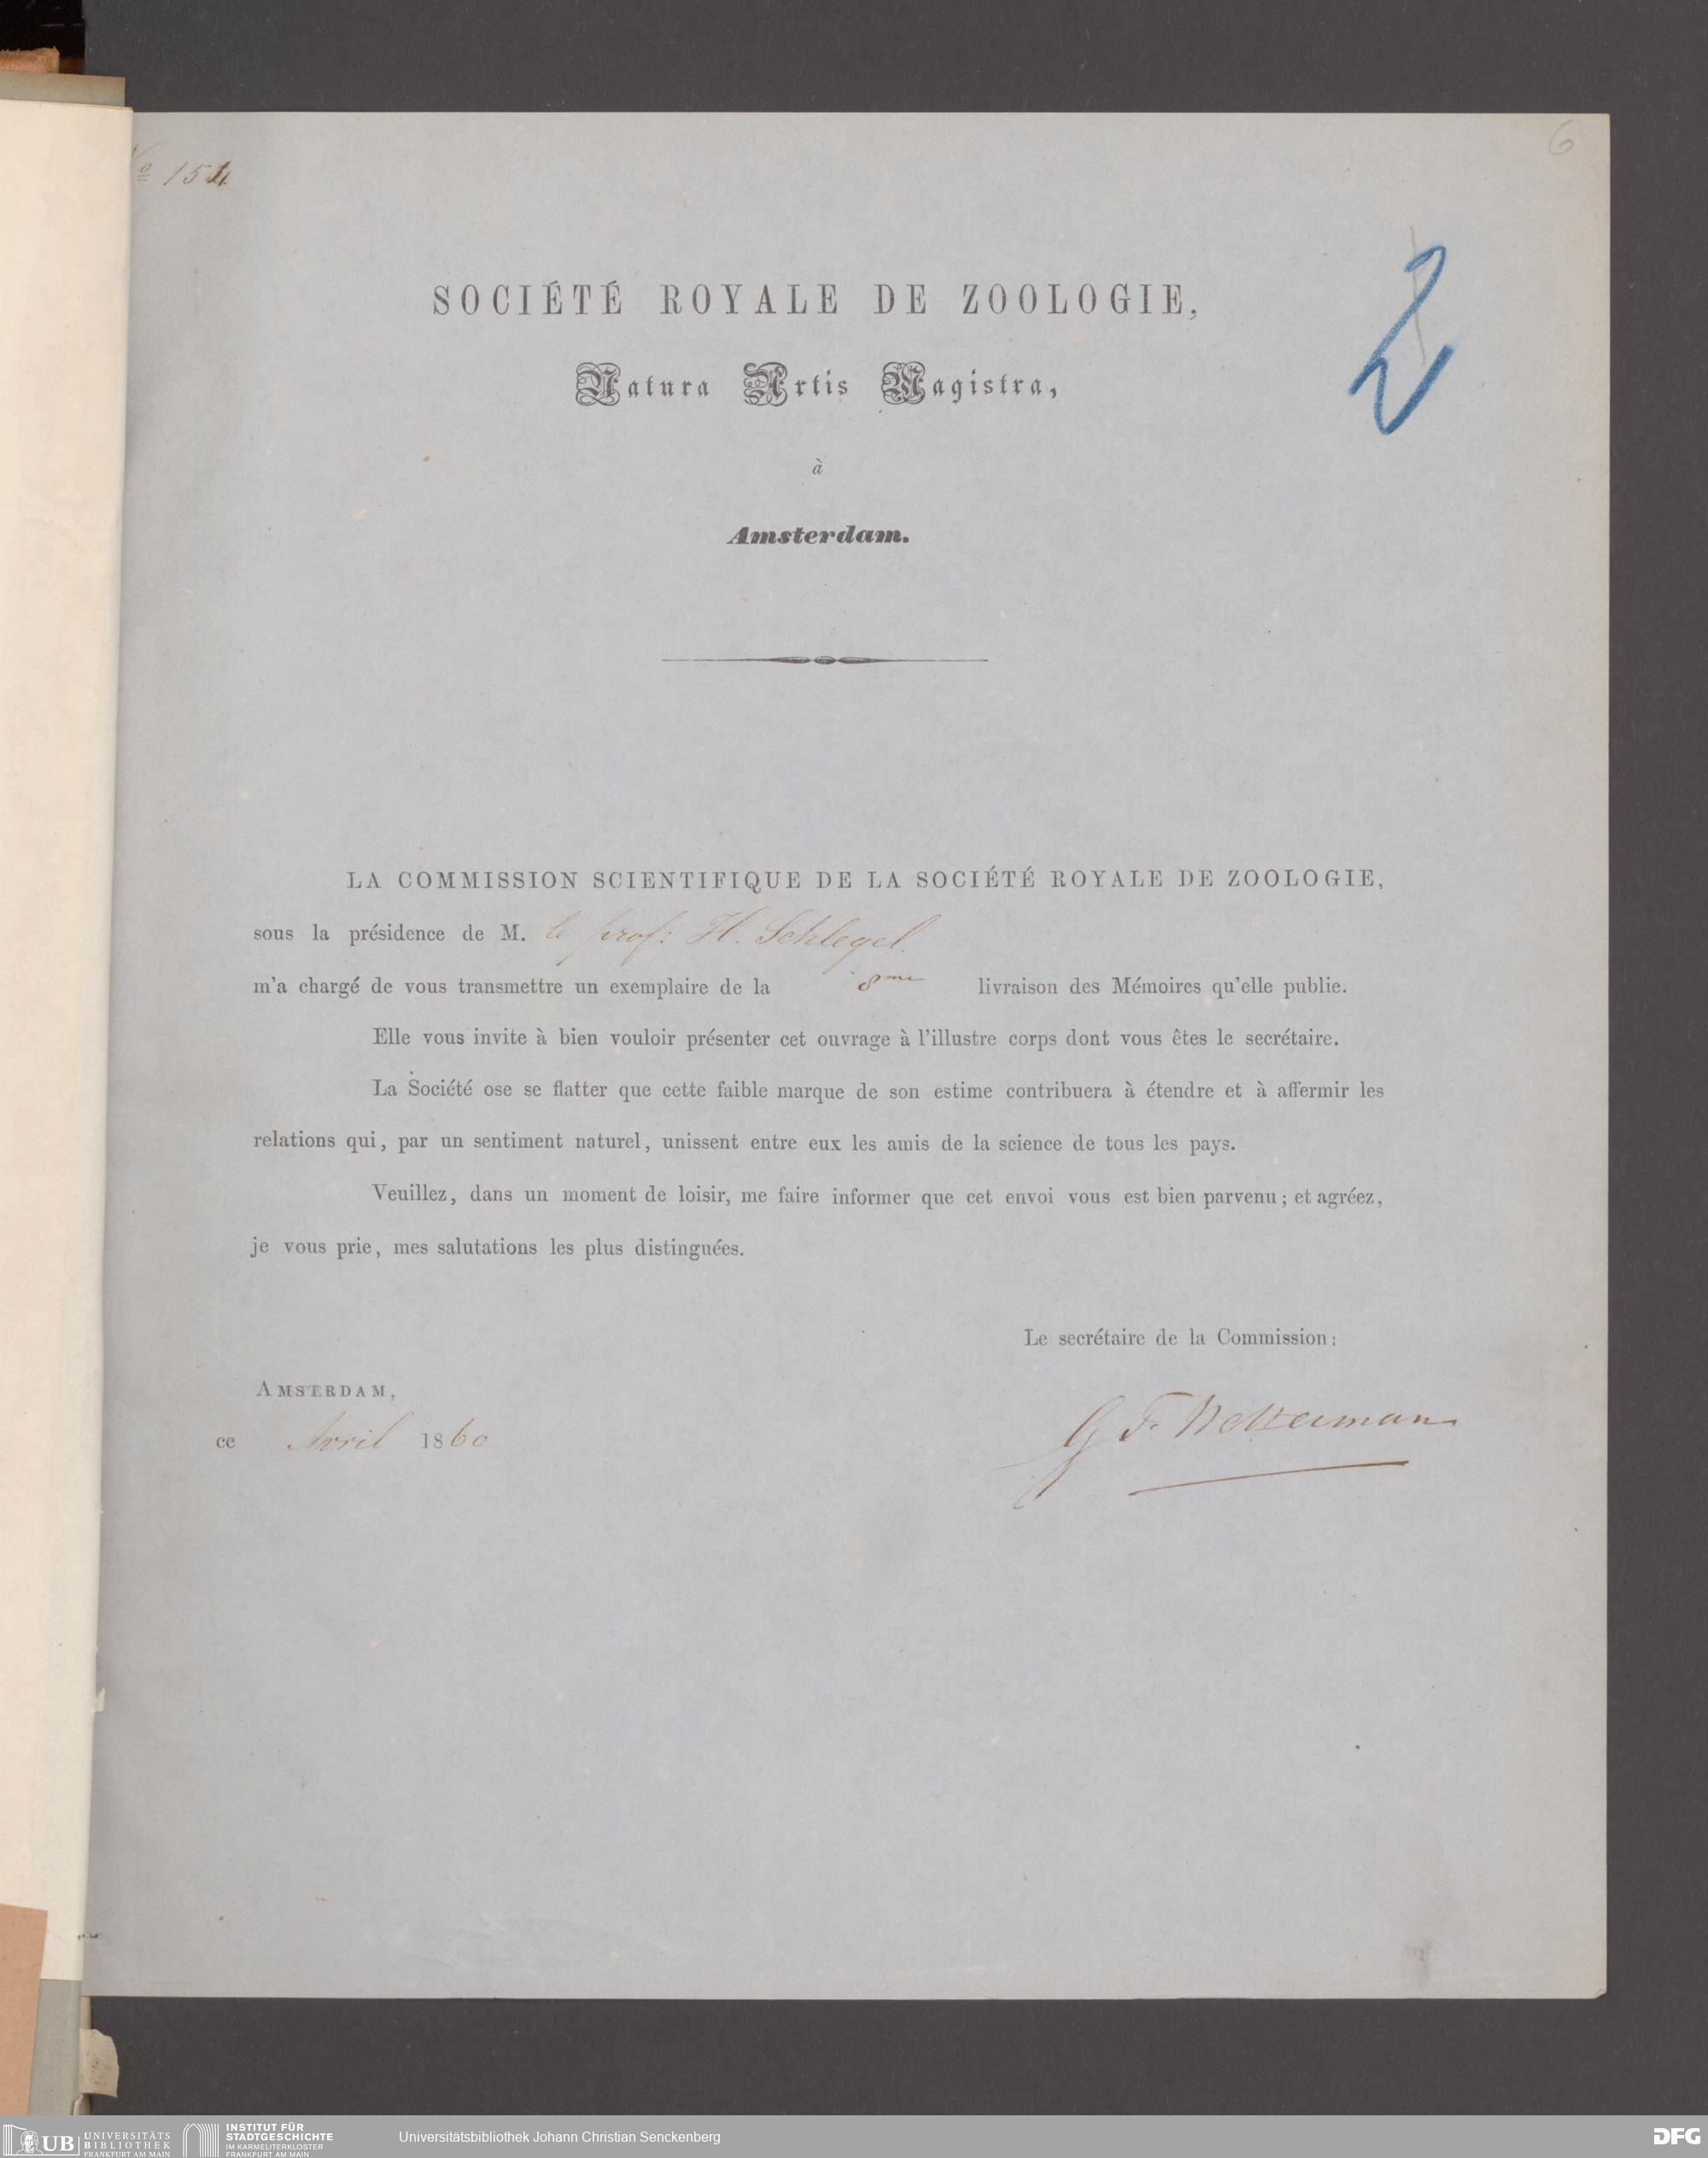 Nº 154
6
2
SOCIÉTÉ ROYALE DE ZOOLOGIE,
Natura Artis Magistra,
à
Amsterdam.
LA COMMISSION SCIENTIFIQUE DE LA SOCIÉTÉ ROYALE DE ZOOLOGIE,
sous la présidence de M. le prof: H. Schlegel.
m'a chargé de vous transmettre un exemplaire de la 8me livraison des Mémoires qu'elle publie.
Elle vous invite à bien vouloir présenter cet ouvrage à l'illustre corps dont vous êtes le secrétaire.
La Société ose se flatter que cette faible marque de son estime contribuera à étendre et à affermir les
relations qui, par un sentiment naturel, unissent entre eux les amis de la science de tous les pays.
Veuillez, dans un moment de loisir, me faire informer que cet envoi vous est bien parvenu; et agréez,
je vous prie, mes salutations les plus distinguées.
Le secrétaire de la Commission:
AMSTERDAM,
ce Avril 1860
G F. Westerman
UB UNIVERSITÄTS
BIBLIOTHEK
FRANKFURT AM MAIN
INSTITUT FÜR
STADTGESCHICHTE
IM KARMELITERKLOSTER
FRANKFURT AM MAIN
Universitätsbibliothek Johann Christian Senckenberg
DFG